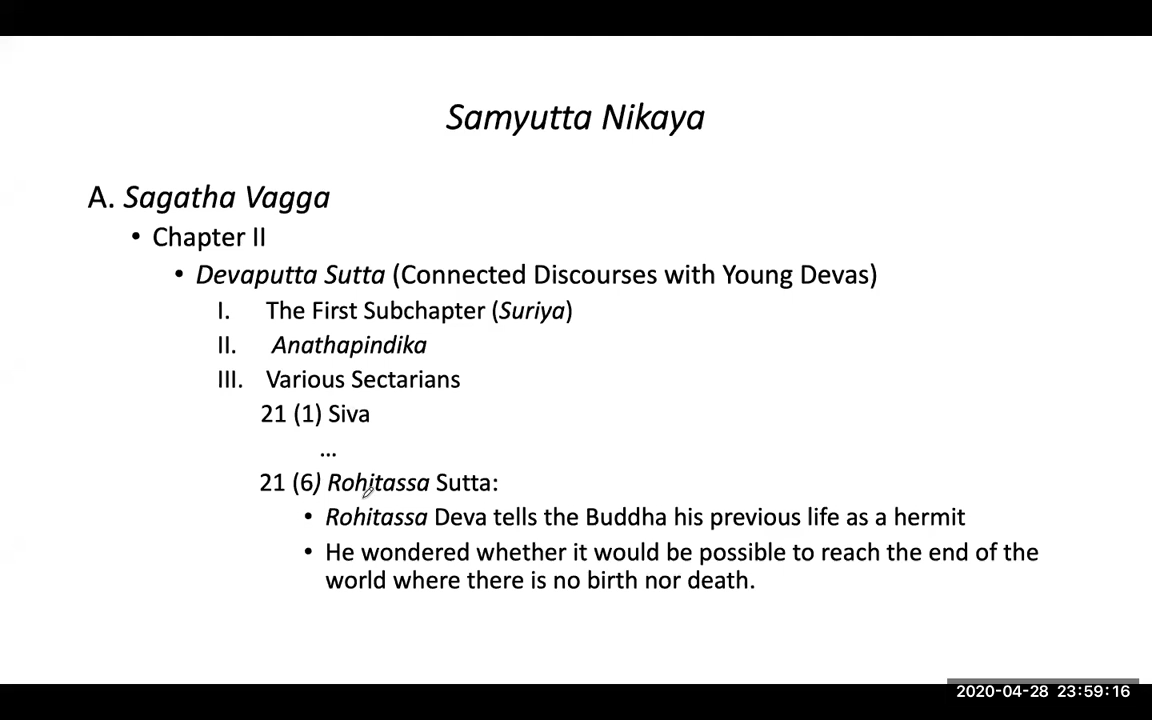 Samyutta Nikaya
A. Sagatha Vagga
• Chapter II
• Devaputta Sutta (Connected Discourses with Young Devas)
I. The First Subchapter (Suriya)
II. Anathapindika
III. Various Sectarians
21 (1) Siva
...
21 (6) Rohitassa Sutta:
• Rohitassa Deva tells the Buddha his previous life as a hermit
• He wondered whether it would be possible to reach the end of the
world where there is no birth nor death.
2020-04-28 23:59:16